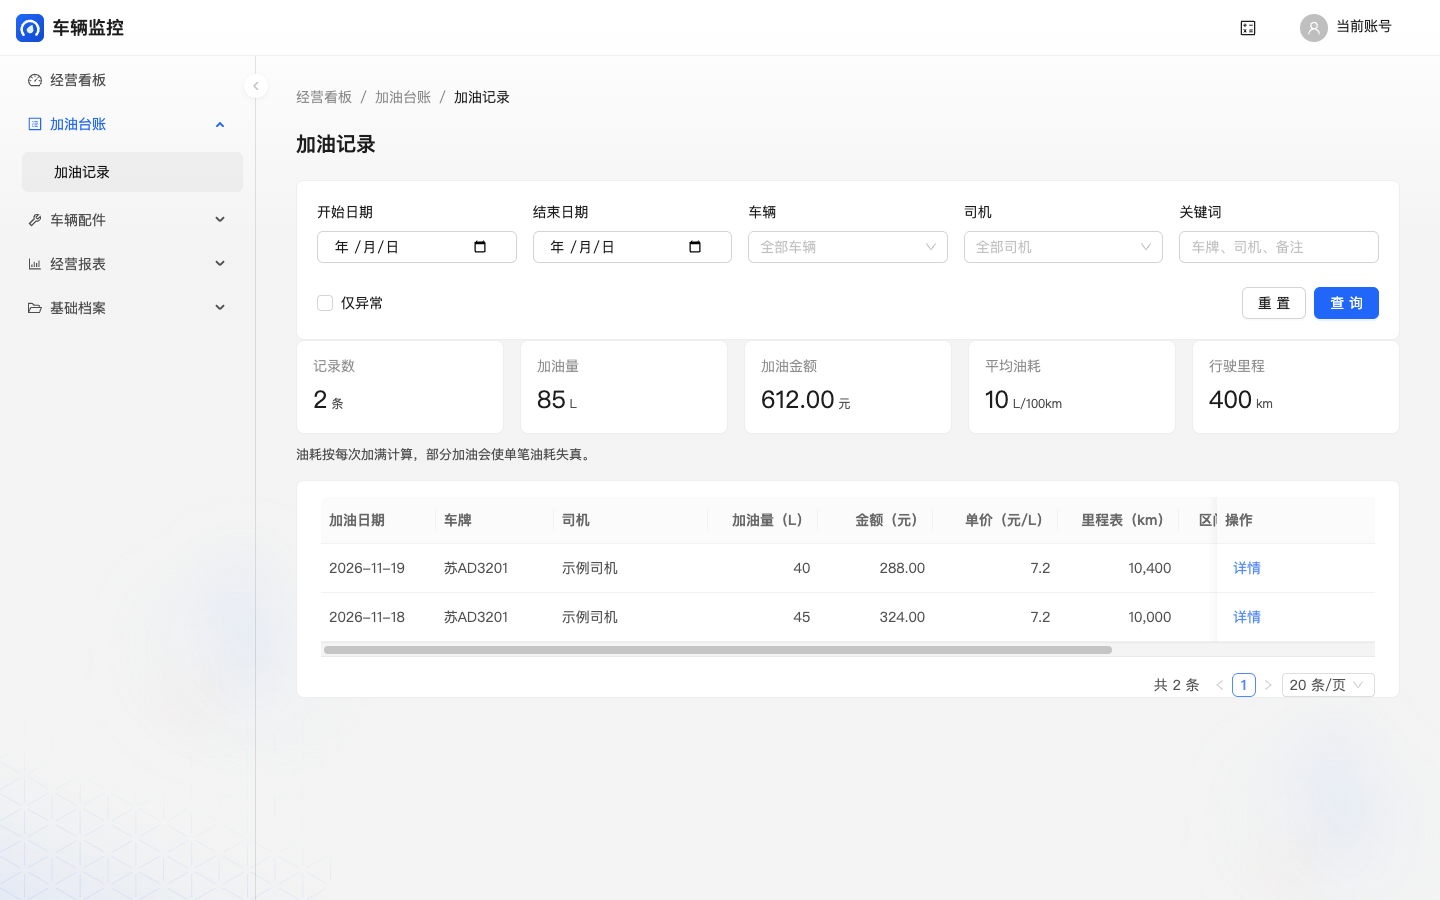 车辆监控
当前账号
经营看板
加油台账
加油记录
车辆配件
经营报表
基础档案
经营看板 / 加油台账 / 加油记录
加油记录
开始日期 结束日期 车辆 司机 关键词
年 /月/日 年 /月/日 全部车辆 全部司机 车牌、司机、备注
仅异常 重 置 查 询
记录数 加油量 加油金额 平均油耗 行驶里程
2 条 85 L 612.00 元 10 L/100km 400 km
油耗按每次加满计算，部分加油会使单笔油耗失真。
加油日期 车牌 司机 加油量（L） 金额（元） 单价（元/L） 里程表（km） 区 操作
2026-11-19 苏AD3201 示例司机 40 288.00 7.2 10,400 详情
2026-11-18 苏AD3201 示例司机 45 324.00 7.2 10,000 详情
共 2 条 1 20 条/页